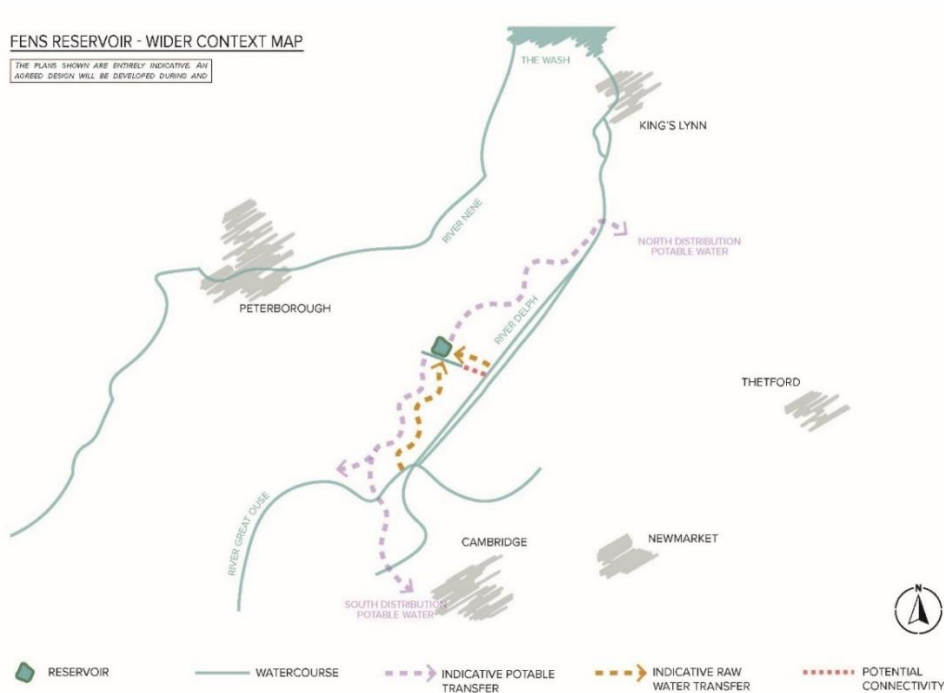 FENS RESERVOIR - WIDER CONTEXT MAP
THE PLANS SHOWN ARE ENTIRELY INDICATIVE. AN
AGREED DESIGN WILL BE DEVELOPED DURING AND
THE WASH
KING'S LYNN
RIVER NENE
NORTH DISTRIBUTION
POTABLE WATER
PETERBOROUGH
RIVER DELPH
THETFORD
RIVER GREAT OUSE
CAMBRIDGE
NEWMARKET
SOUTH DISTRIBUTION
POTABLE WATER
N
RESERVOIR
WATERCOURSE
INDICATIVE POTABLE
TRANSFER
INDICATIVE RAW
WATER TRANSFER
POTENTIAL
CONNECTIVITY